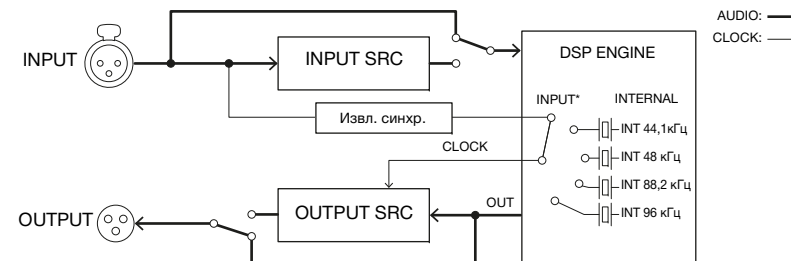 AUDIO:
CLOCK:
INPUT
INPUT SRC
DSP ENGINE
INPUT*
INTERNAL
Извл. синхр.
INT 44,1кГц
CLOCK
INT 48 кГц
INT 88,2 кГц
OUTPUT
OUTPUT SRC
OUT
INT 96 кГц